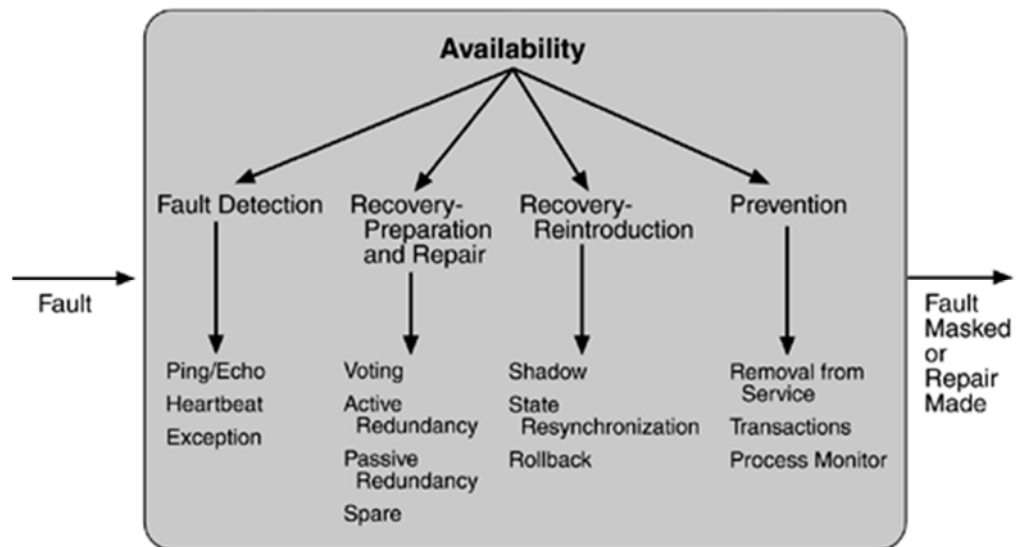 Availability
Fault Detection
Recovery-
Preparation
and Repair
Recovery-
Reintroduction
Prevention
Fault
Ping/Echo
Heartbeat
Exception
Voting
Active
Redundancy
Passive
Redundancy
Spare
Shadow
State
Resynchronization
Rollback
Removal from
Service
Transactions
Process Monitor
Fault
Masked
or
Repair
Made